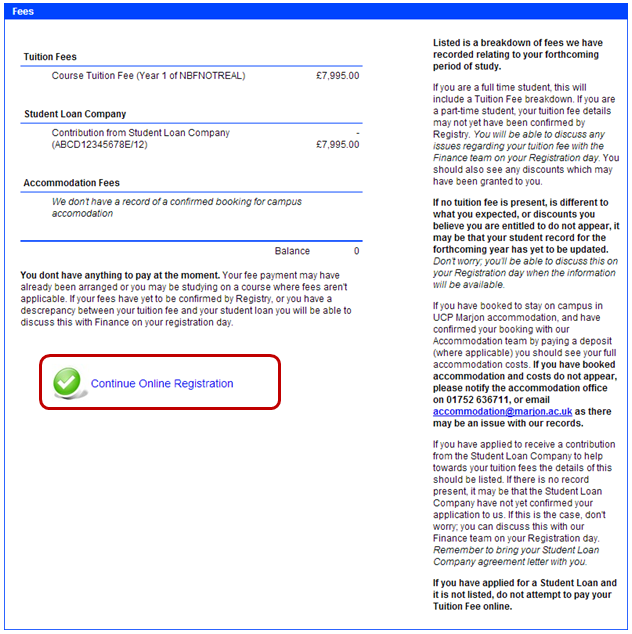 Fees
Tuition Fees
Course Tuition Fee (Year 1 of NBFNOTREAL) £7,995.00
Student Loan Company
Contribution from Student Loan Company -
(ABCD12345678E/12) £7,995.00
Accommodation Fees
We don't have a record of a confirmed booking for campus
accomodation
Balance 0
You dont have anything to pay at the moment. Your fee payment may have
already been arranged or you may be studying on a course where fees aren't
applicable. If your fees have yet to be confirmed by Registry, or you have a
descrepancy between your tuition fee and your student loan you will be able to
discuss this with Finance on your registration day.
Continue Online Registration
Listed is a breakdown of fees we have
recorded relating to your forthcoming
period of study.
If you are a full time student, this will
include a Tuition Fee breakdown. If you are
a part-time student, your tuition fee details
may not yet have been confirmed by
Registry. You will be able to discuss any
issues regarding your tuition fee with the
Finance team on your Registration day. You
should also see any discounts which may
have been granted to you.
If no tuition fee is present, is different to
what you expected, or discounts you
believe you are entitled to do not appear, it
may be that your student record for the
forthcoming year has yet to be updated.
Don't worry; you'll be able to discuss this on
your Registration day when the information
will be available.
If you have booked to stay on campus in
UCP Marjon accommodation, and have
confirmed your booking with our
Accommodation team by paying a deposit
(where applicable) you should see your full
accommodation costs. If you have booked
accommodation and costs do not appear,
please notify the accommodation office
on 01752 636711, or email
accommodation@marjon.ac.uk as there
may be an issue with our records.
If you have applied to receive a contribution
from the Student Loan Company to help
towards your tuition fees the details of this
should be listed. If there is no record
present, it may be that the Student Loan
Company have not yet confirmed your
application to us. If this is the case, don't
worry; you can discuss this with our
Finance team on your Registration day.
Remember to bring your Student Loan
Company agreement letter with you.
If you have applied for a Student Loan and
it is not listed, do not attempt to pay your
Tuition Fee online.